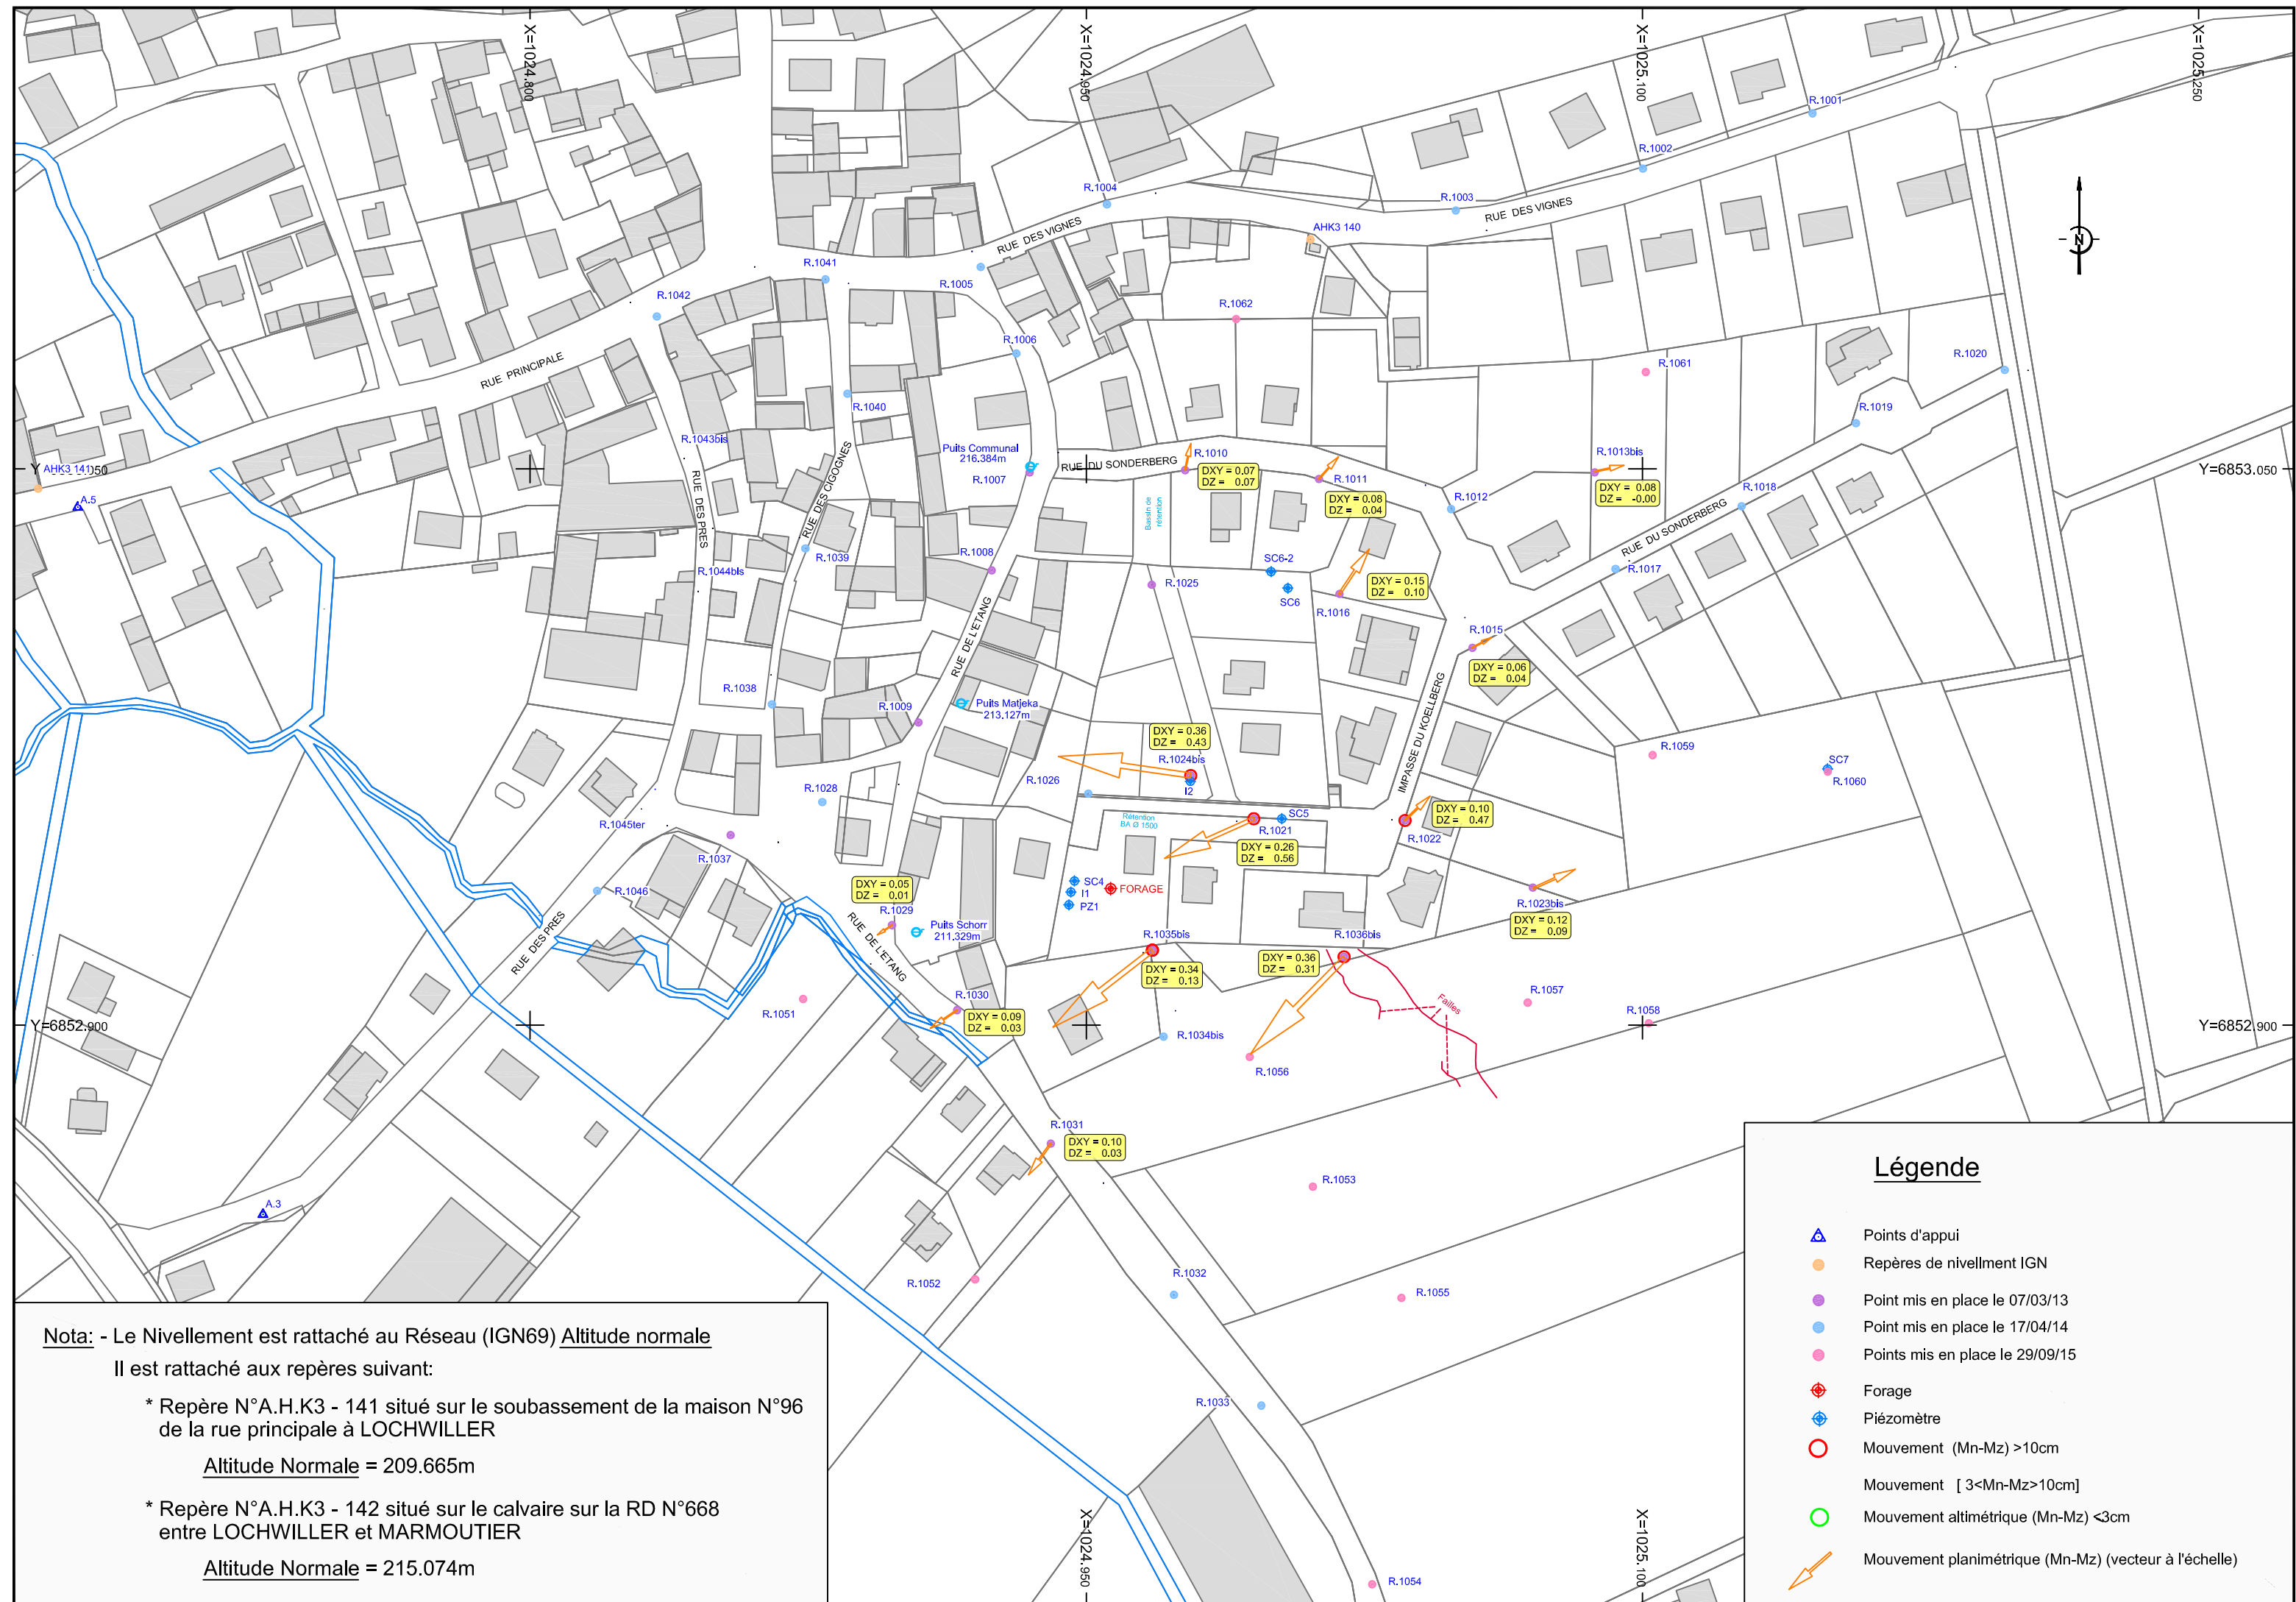 X=1024.800
X=1024.950
X=1025.100
X=1025.250
R.1001
R.1002
R.1003
R.1004
RUE DES VIGNES
RUE DES VIGNES
AHK3 140
N
R.1041
R.1005
R.1042
R.1062
R.1006
RUE PRINCIPALE
R.1061
R.1020
R.1040
R.1019
R.1043bis
Puits Communal
216.384m
RUE DU SONDERBERG
R.1010
DXY = 0.07
DZ = 0.07
R.1011
DXY = 0.08
DZ = 0.04
R.1013bis
DXY = 0.08
DZ = -0.00
AHK3 141
Y=6853.050
R.1007
A.5
RUE DES PRES
RUE DES CIGOGNES
Bassin de
rétention
R.1012
R.1018
RUE DU SONDERBERG
R.1039
R.1008
SC6-2
R.1044bis
R.1025
SC6
R.1016
DXY = 0.15
DZ = 0.10
R.1017
RUE DE L'ETANG
R.1015
DXY = 0.06
DZ = 0.04
R.1038
R.1009
Puits Matjeka
213.127m
IMPASSE DU KOELBERG
DXY = 0.36
DZ = 0.43
R.1024bis
I2
R.1059
SC7
R.1060
R.1026
R.1028
R.1045ter
Rétention
BA Ø 1500
SC5
R.1021
DXY = 0.26
DZ = 0.56
DXY = 0.10
DZ = 0.47
R.1022
R.1037
R.1046
SC4
I1
PZ1
FORAGE
DXY = 0.05
DZ = 0.01
R.1029
Puits Schorr
211.329m
R.1023bis
DXY = 0.12
DZ = 0.09
RUE DES PRES
RUE DE L'ETANG
R.1035bis
DXY = 0.34
DZ = 0.13
R.1036bis
DXY = 0.36
DZ = 0.31
R.1051
R.1030
DXY = 0.09
DZ = 0.03
Failles
R.1057
R.1058
Y=6852.900
Y=6852.900
R.1034bis
R.1056
R.1031
DXY = 0.10
DZ = 0.03
R.1053
A.3
R.1052
R.1032
R.1055
R.1033
R.1054
X=1024.950
X=1025.100
Nota: - Le Nivellement est rattaché au Réseau (IGN69) Altitude normale
Il est rattaché aux repères suivant:
* Repère N°A.H.K3 - 141 situé sur le soubassement de la maison N°96
de la rue principale à LOCHWILLER
Altitude Normale = 209.665m
* Repère N°A.H.K3 - 142 situé sur le calvaire sur la RD N°668
entre LOCHWILLER et MARMOUTIER
Altitude Normale = 215.074m
Légende
Points d'appui
Repères de nivellment IGN
Point mis en place le 07/03/13
Point mis en place le 17/04/14
Points mis en place le 29/09/15
Forage
Piézomètre
Mouvement (Mn-Mz) >10cm
Mouvement [ 3<Mn-Mz>10cm]
Mouvement altimétrique (Mn-Mz) <3cm
Mouvement planimétrique (Mn-Mz) (vecteur à l'échelle)